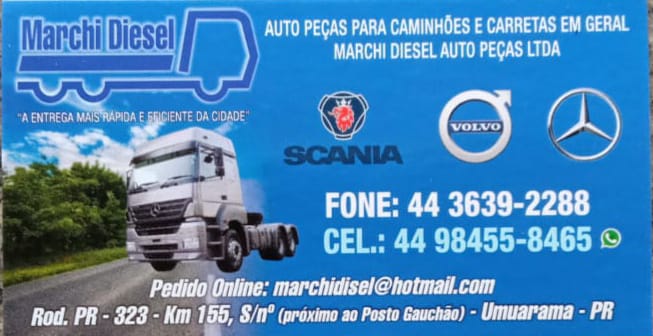 Marchi Diesel
"A ENTREGA MAIS RÁPIDA E EFICIENTE DA CIDADE"
AUTO PEÇAS PARA CAMINHÕES E CARRETAS EM GERAL
MARCHI DIESEL AUTO PEÇAS LTDA
SCANIA
VOLVO
FONE: 44 3639-2288
CEL.: 44 98455-8465
Pedido Online: marchidisel@hotmail.com
Rod. PR - 323 - Km 155, S/nº (próximo ao Posto Gauchão) - Umuarama - PR